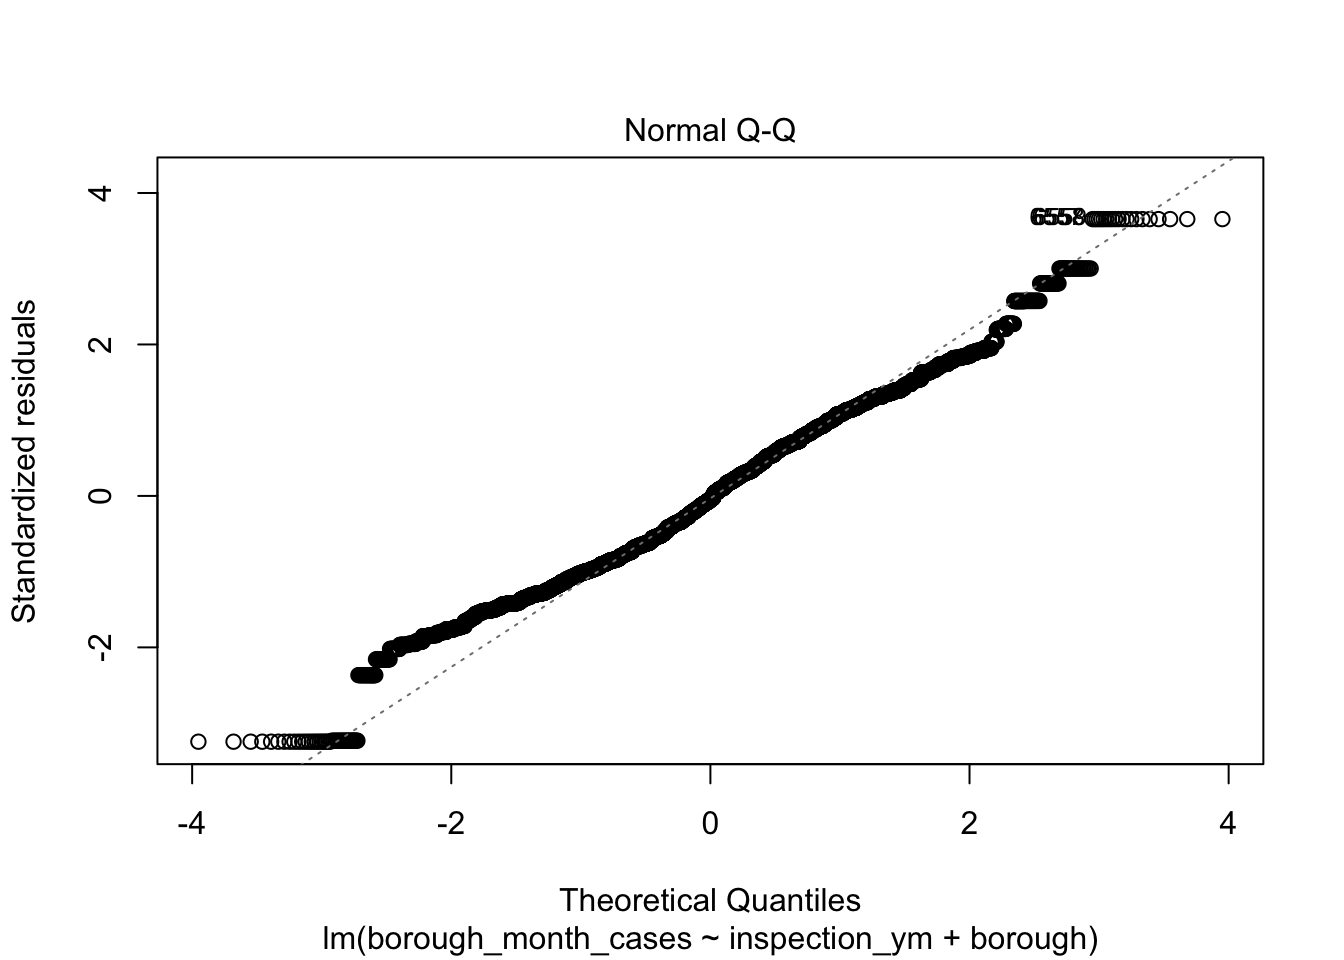 Normal Q-Q
Standardized residuals
4
2
0
-2
-4
-2
0
2
4
Theoretical Quantiles
lm(borough_month_cases ~ inspection_ym + borough)